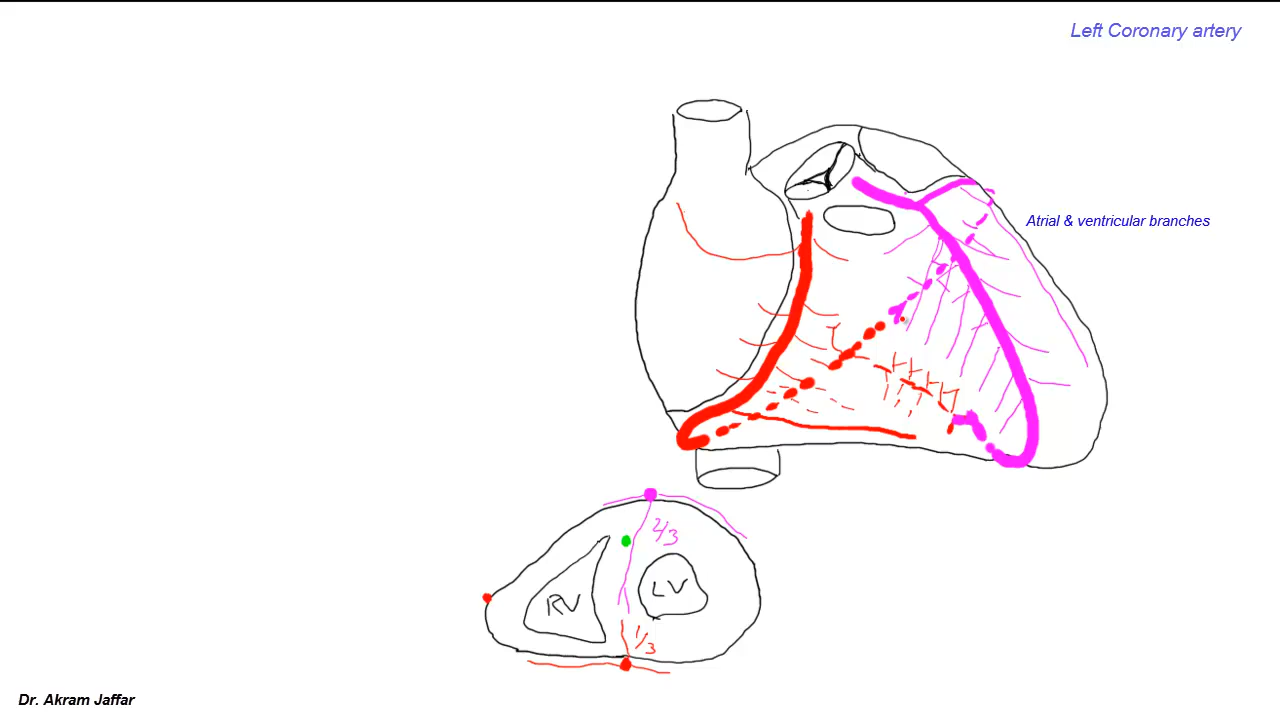 Left Coronary artery
Atrial & ventricular branches
2/3
LV
RV
1/3
Dr. Akram Jaffar